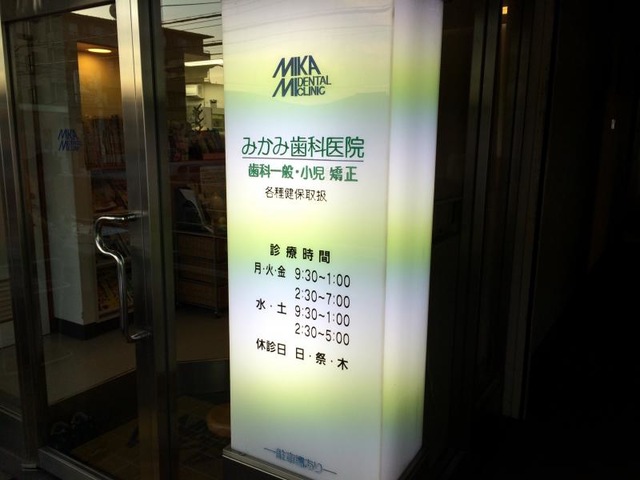 MIKA
MI DENTAL
CLINIC
みかみ歯科医院
歯科一般・小児 矯正
各種健保取扱
診療時間
月・火・金 9:30~1:00
2:30~7:00
水・土 9:30~1:00
2:30~5:00
休診日 日・祭・木